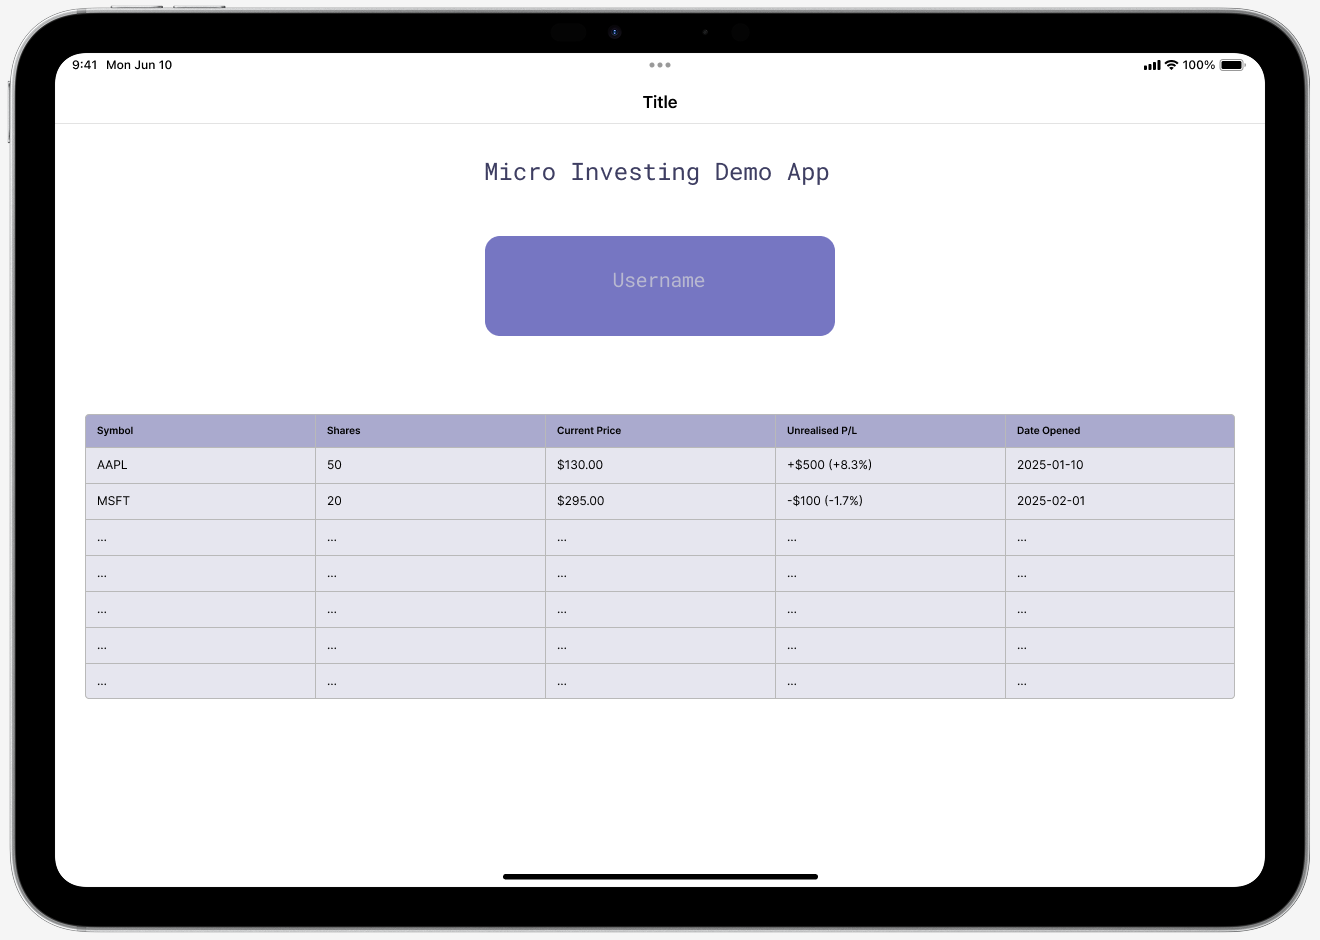 9:41 Mon Jun 10 100%
Title
Micro Investing Demo App
Username
Symbol Shares Current Price Unrealised P/L Date Opened
AAPL 50 $130.00 +$500 (+8.3%) 2025-01-10
MSFT 20 $295.00 -$100 (-1.7%) 2025-02-01
... ... ... ... ...
... ... ... ... ...
... ... ... ... ...
... ... ... ... ...
... ... ... ... ...